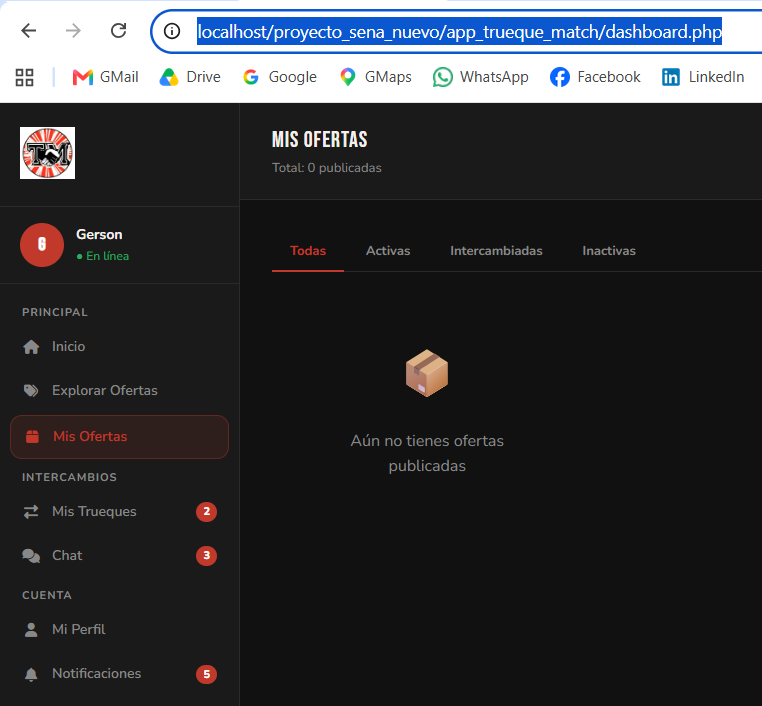 localhost/proyecto_sena_nuevo/app_trueque_match/dashboard.php
GMail
Drive
Google
GMaps
WhatsApp
Facebook
LinkedIn
TM
G
Gerson
En línea
PRINCIPAL
Inicio
Explorar Ofertas
Mis Ofertas
INTERCAMBIOS
Mis Trueques 2
Chat 3
CUENTA
Mi Perfil
Notificaciones 5
MIS OFERTAS
Total: 0 publicadas
Todas Activas Intercambiadas Inactivas
Aún no tienes ofertas
publicadas